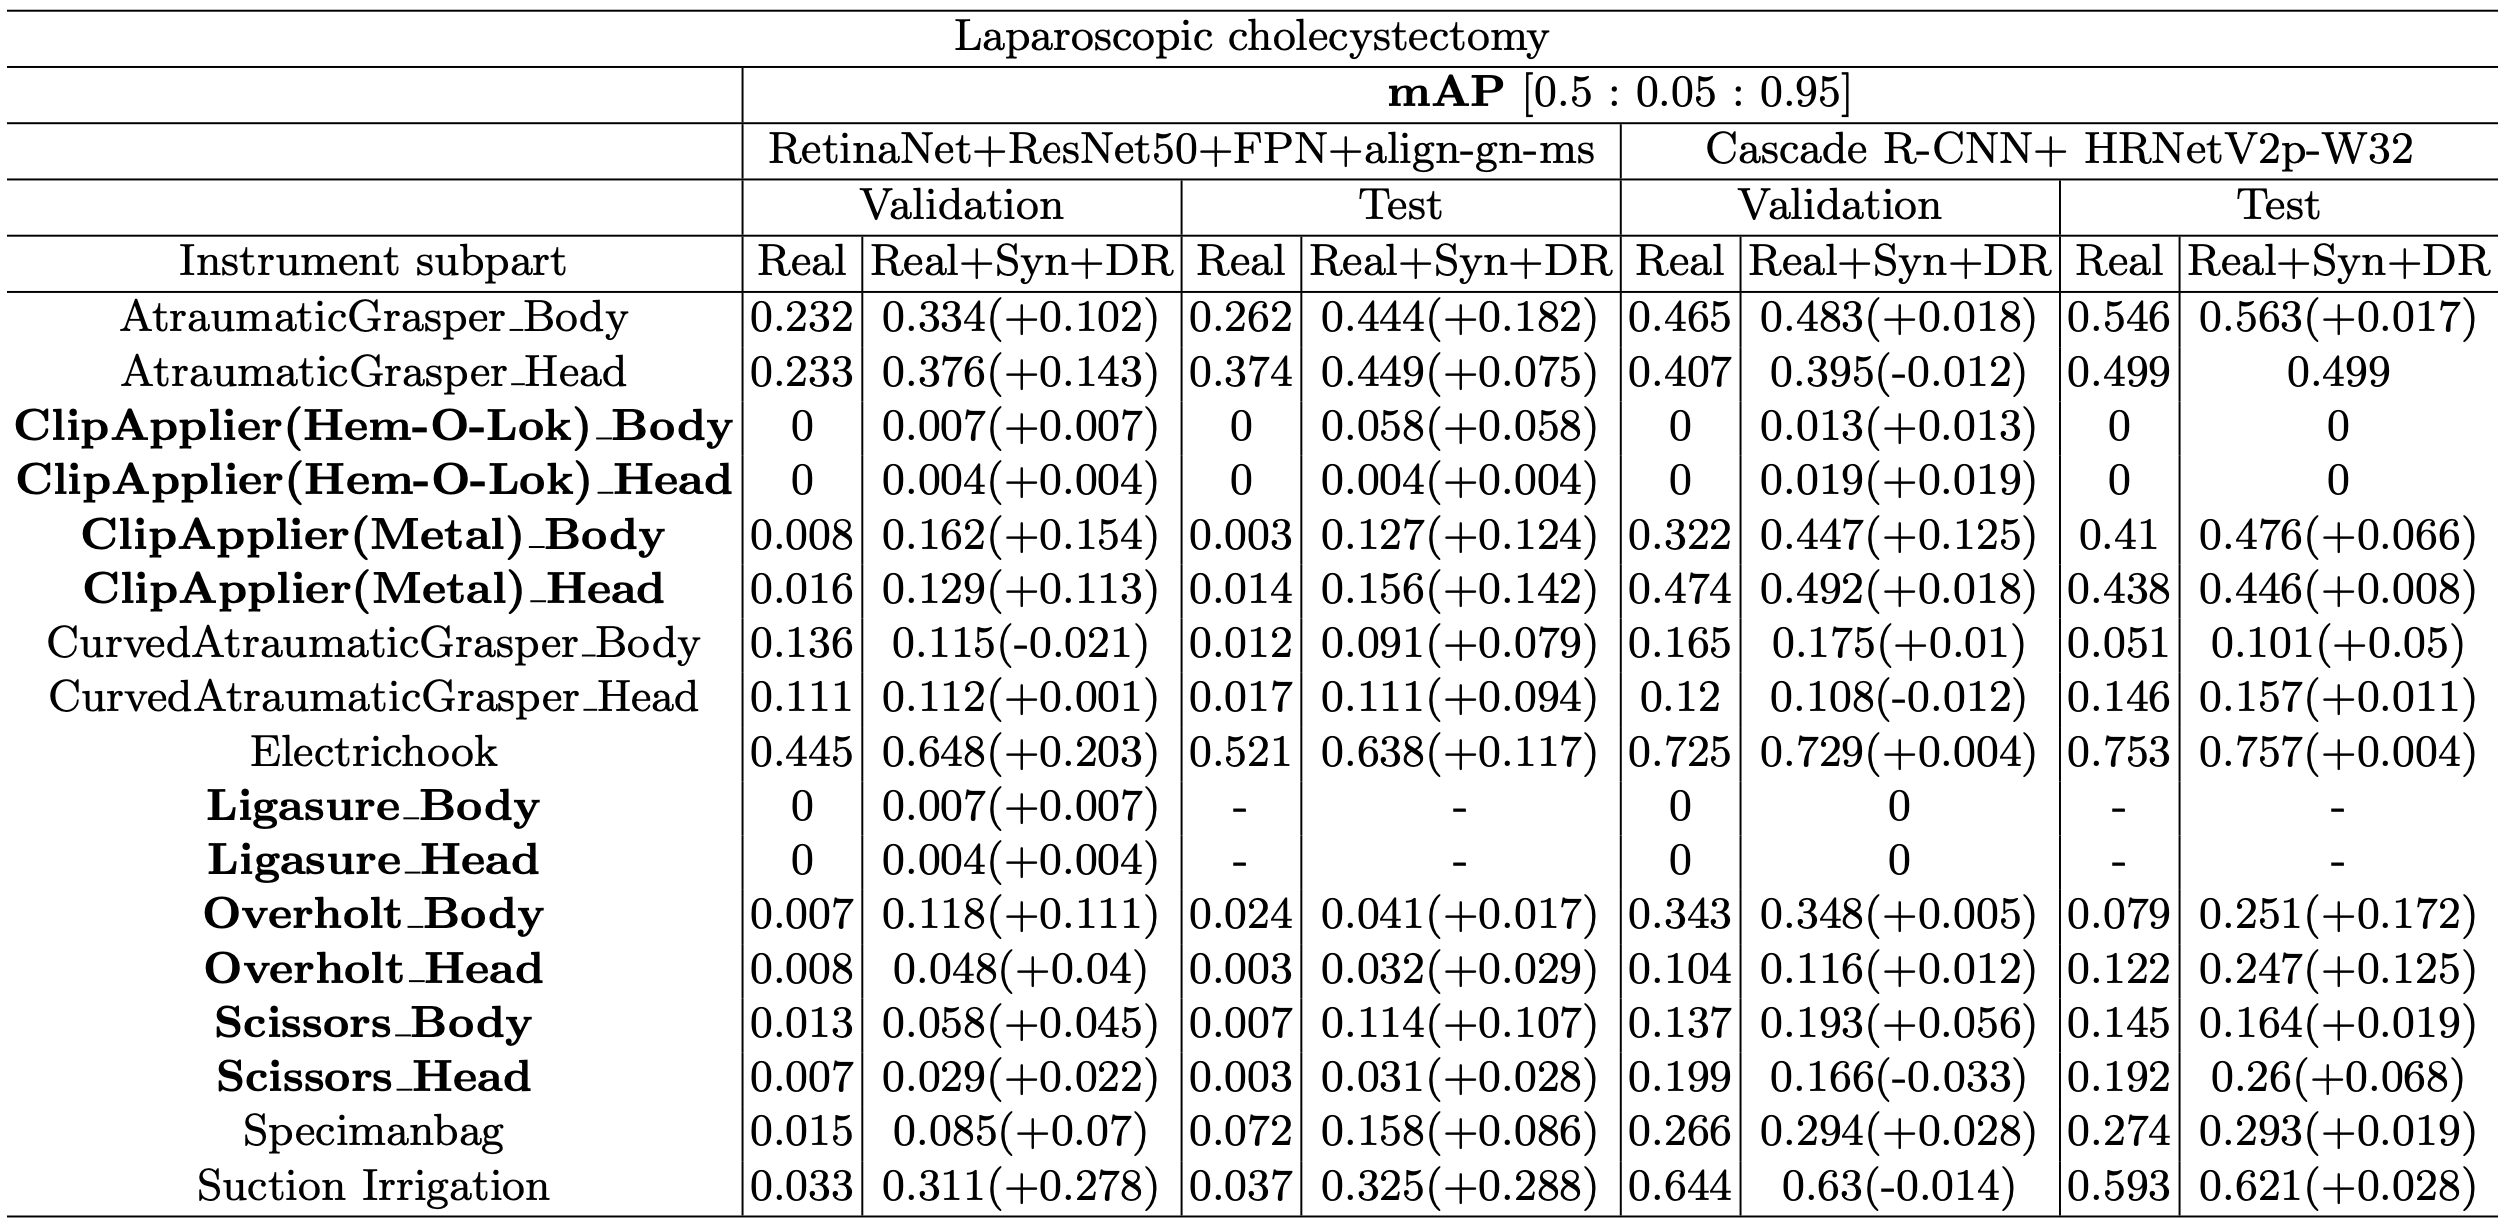 Laparoscopic cholecystectomy
mAP [0.5 : 0.05 : 0.95]
RetinaNet+ResNet50+FPN+align-gn-ms Cascade R-CNN+ HRNetV2p-W32
Validation Test Validation Test
Instrument subpart Real Real+Syn+DR Real Real+Syn+DR Real Real+Syn+DR Real Real+Syn+DR
AtraumaticGrasper_Body 0.232 0.334(+0.102) 0.262 0.444(+0.182) 0.465 0.483(+0.018) 0.546 0.563(+0.017)
AtraumaticGrasper_Head 0.233 0.376(+0.143) 0.374 0.449(+0.075) 0.407 0.395(-0.012) 0.499 0.499
ClipApplier(Hem-O-Lok)_Body 0 0.007(+0.007) 0 0.058(+0.058) 0 0.013(+0.013) 0 0
ClipApplier(Hem-O-Lok)_Head 0 0.004(+0.004) 0 0.004(+0.004) 0 0.019(+0.019) 0 0
ClipApplier(Metal)_Body 0.008 0.162(+0.154) 0.003 0.127(+0.124) 0.322 0.447(+0.125) 0.41 0.476(+0.066)
ClipApplier(Metal)_Head 0.016 0.129(+0.113) 0.014 0.156(+0.142) 0.474 0.492(+0.018) 0.438 0.446(+0.008)
CurvedAtraumaticGrasper_Body 0.136 0.115(-0.021) 0.012 0.091(+0.079) 0.165 0.175(+0.01) 0.051 0.101(+0.05)
CurvedAtraumaticGrasper_Head 0.111 0.112(+0.001) 0.017 0.111(+0.094) 0.12 0.108(-0.012) 0.146 0.157(+0.011)
Electrichook 0.445 0.648(+0.203) 0.521 0.638(+0.117) 0.725 0.729(+0.004) 0.753 0.757(+0.004)
Ligasure_Body 0 0.007(+0.007) - - 0 0 - -
Ligasure_Head 0 0.004(+0.004) - - 0 0 - -
Overholt_Body 0.007 0.118(+0.111) 0.024 0.041(+0.017) 0.343 0.348(+0.005) 0.079 0.251(+0.172)
Overholt_Head 0.008 0.048(+0.04) 0.003 0.032(+0.029) 0.104 0.116(+0.012) 0.122 0.247(+0.125)
Scissors_Body 0.013 0.058(+0.045) 0.007 0.114(+0.107) 0.137 0.193(+0.056) 0.145 0.164(+0.019)
Scissors_Head 0.007 0.029(+0.022) 0.003 0.031(+0.028) 0.199 0.166(-0.033) 0.192 0.26(+0.068)
Specimanbag 0.015 0.085(+0.07) 0.072 0.158(+0.086) 0.266 0.294(+0.028) 0.274 0.293(+0.019)
Suction Irrigation 0.033 0.311(+0.278) 0.037 0.325(+0.288) 0.644 0.63(-0.014) 0.593 0.621(+0.028)